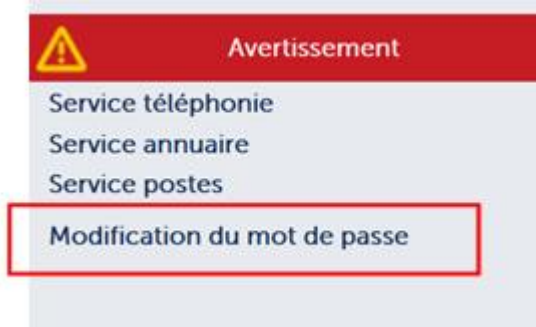 Avertissement
Service téléphonie
Service annuaire
Service postes
Modification du mot de passe